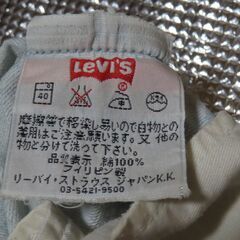 LEVI'S
40
中
摩擦等で移染し易いので白物との
着用はご注意願います。又、他の
物と分けて洗って下さい。
品質表示 綿100%
フィリピン製
リーバイ・ストラウス ジャパンK.K.
03-5421-9500